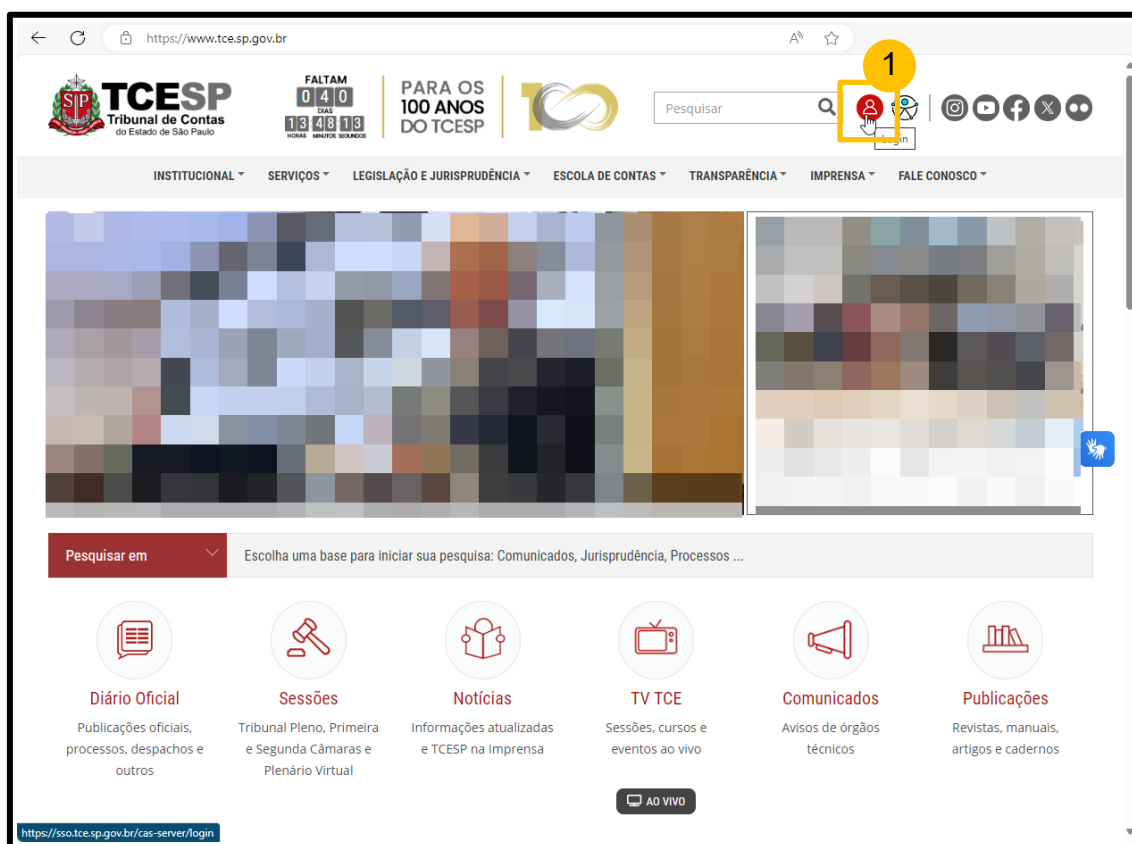 https://www.tce.sp.gov.br
1
TCESP
Tribunal de Contas
do Estado de São Paulo
FALTAM
0 4 0
DIAS
13 48 13
HORAS MINUTOS SEGUNDOS
PARA OS
100 ANOS
DO TCESP
100
Pesquisar
Login
INSTITUCIONAL SERVIÇOS LEGISLAÇÃO E JURISPRUDÊNCIA ESCOLA DE CONTAS TRANSPARÊNCIA IMPRENSA FALE CONOSCO
Pesquisar em
Escolha uma base para iniciar sua pesquisa: Comunicados, Jurisprudência, Processos ...
Diário Oficial
Publicações oficiais,
processos, despachos e
outros
Sessões
Tribunal Pleno, Primeira
e Segunda Câmaras e
Plenário Virtual
Notícias
Informações atualizadas
e TCESP na Imprensa
TV TCE
Sessões, cursos e
eventos ao vivo
AO VIVO
Comunicados
Avisos de órgãos
técnicos
Publicações
Revistas, manuais,
artigos e cadernos
https://sso.tce.sp.gov.br/cas-server/login